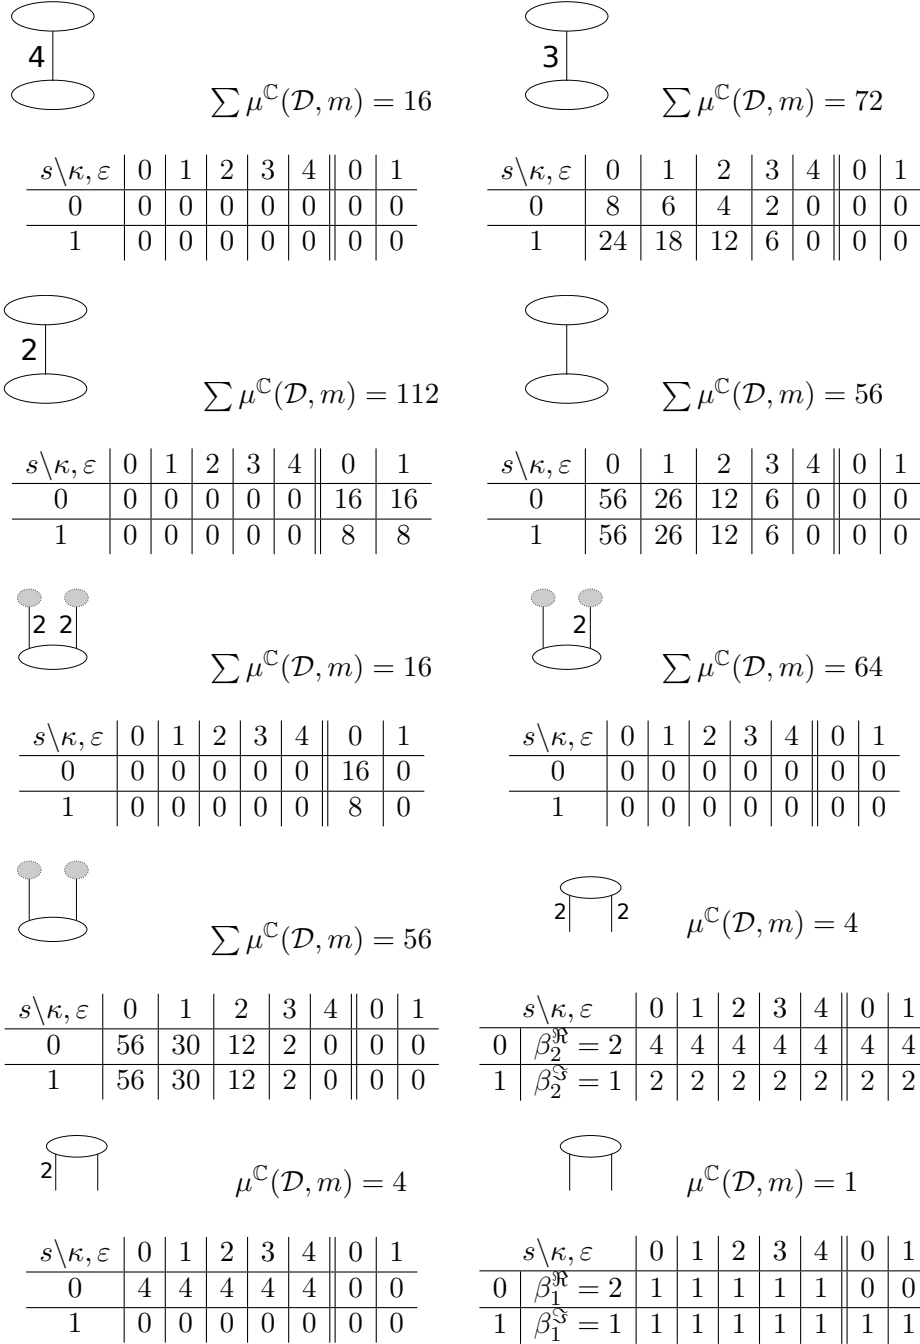 4
∑ μ^ℂ(𝒟, m) = 16
s\κ, ε 0 1 2 3 4 0 1
0 0 0 0 0 0 0 0
1 0 0 0 0 0 0 0
3
∑ μ^ℂ(𝒟, m) = 72
s\κ, ε 0 1 2 3 4 0 1
0 8 6 4 2 0 0 0
1 24 18 12 6 0 0 0
2
∑ μ^ℂ(𝒟, m) = 112
s\κ, ε 0 1 2 3 4 0 1
0 0 0 0 0 0 16 16
1 0 0 0 0 0 8 8
∑ μ^ℂ(𝒟, m) = 56
s\κ, ε 0 1 2 3 4 0 1
0 56 26 12 6 0 0 0
1 56 26 12 6 0 0 0
2 2
∑ μ^ℂ(𝒟, m) = 16
s\κ, ε 0 1 2 3 4 0 1
0 0 0 0 0 0 16 0
1 0 0 0 0 0 8 0
2
∑ μ^ℂ(𝒟, m) = 64
s\κ, ε 0 1 2 3 4 0 1
0 0 0 0 0 0 0 0
1 0 0 0 0 0 0 0
∑ μ^ℂ(𝒟, m) = 56
s\κ, ε 0 1 2 3 4 0 1
0 56 30 12 2 0 0 0
1 56 30 12 2 0 0 0
2 2
μ^ℂ(𝒟, m) = 4
s\κ, ε 0 1 2 3 4 0 1
0 β_2^ℜ = 2 4 4 4 4 4 4 4
1 β_2^ℑ = 1 2 2 2 2 2 2 2
2
μ^ℂ(𝒟, m) = 4
s\κ, ε 0 1 2 3 4 0 1
0 4 4 4 4 4 0 0
1 0 0 0 0 0 0 0
μ^ℂ(𝒟, m) = 1
s\κ, ε 0 1 2 3 4 0 1
0 β_1^ℜ = 2 1 1 1 1 1 0 0
1 β_1^ℑ = 1 1 1 1 1 1 1 1